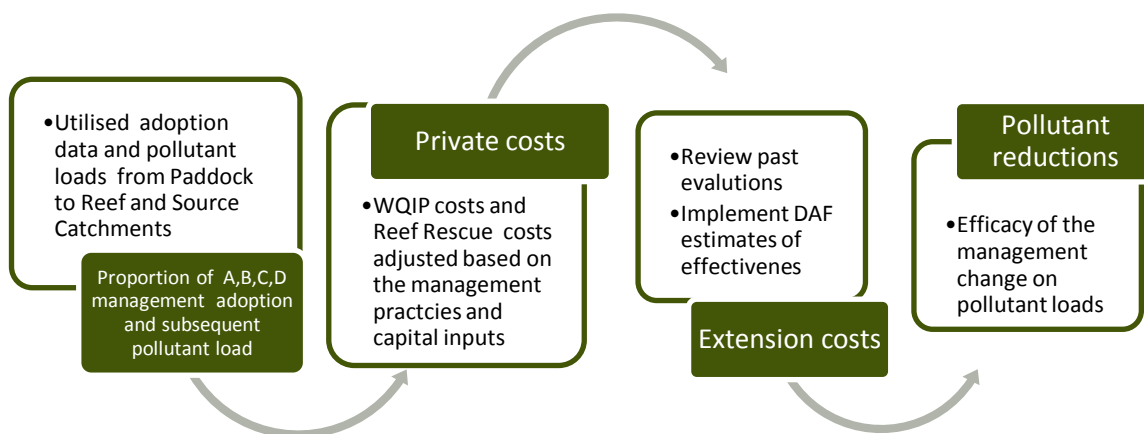 •Utilised adoption
data and pollutant
loads from Paddock
to Reef and Source
Catchments
Proportion of A,B,C,D
management adoption
and subsequent
pollutant load
Private costs
•WQIP costs and
Reef Rescue costs
adjusted based on
the management
practcies and
capital inputs
•Review past
evalutions
•Implement DAF
estimates of
effectivenes
Extension costs
Pollutant
reductions
•Efficacy of the
management
change on
pollutant loads